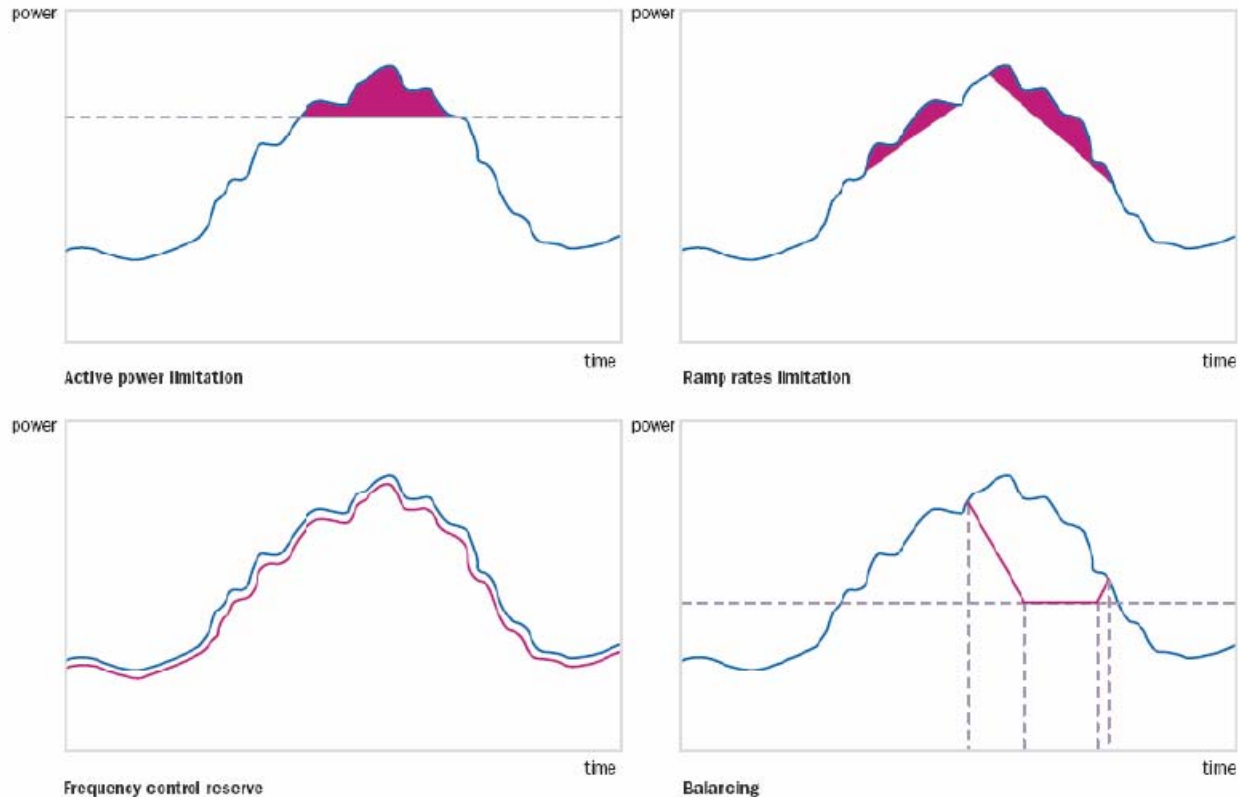 power
power
time
time
Active power limitation
Ramp rates limitation
power
power
time
time
Frequency control reserve
Balancing